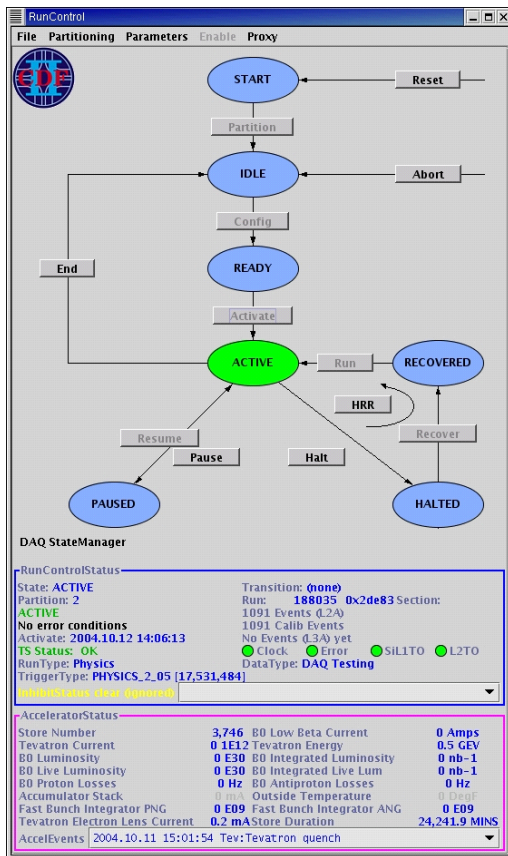 RunControl
File Partitioning Parameters Enable Proxy
CDF II
START
Reset
Partition
IDLE
Abort
Config
End
READY
Activate
ACTIVE
Run
RECOVERED
HRR
Resume
Recover
Pause
Halt
PAUSED
HALTED
DAQ StateManager
RunControlStatus
State: ACTIVE Transition: (none)
Partition: 2 Run: 188035 0x2de83 Section:
ACTIVE 1091 Events (L2A)
No error conditions 1091 Calib Events
Activate: 2004.10.12 14:06:13 No Events (L3A) yet
TS Status: OK Clock Error SiL1TO L2TO
RunType: Physics DataType: DAQ Testing
TriggerType: PHYSICS_2_05 [17,531,484]
InhibitStatus clear (ignored)
AcceleratorStatus
Store Number 3,746 B0 Low Beta Current 0 Amps
Tevatron Current 0 1E12 Tevatron Energy 0.5 GEV
B0 Luminosity 0 E30 B0 Integrated Luminosity 0 nb-1
B0 Live Luminosity 0 E30 B0 Integrated Live Lum 0 nb-1
B0 Proton Losses 0 Hz B0 Antiproton Losses 0 Hz
Accumulator Stack 0 mA Outside Temperature 0 DegF
Fast Bunch Integrator PNG 0 E09 Fast Bunch Integrator ANG 0 E09
Tevatron Electron Lens Current 0.2 mA Store Duration 24,241.9 MINS
AccelEvents 2004.10.11 15:01:54 Tev:Tevatron quench